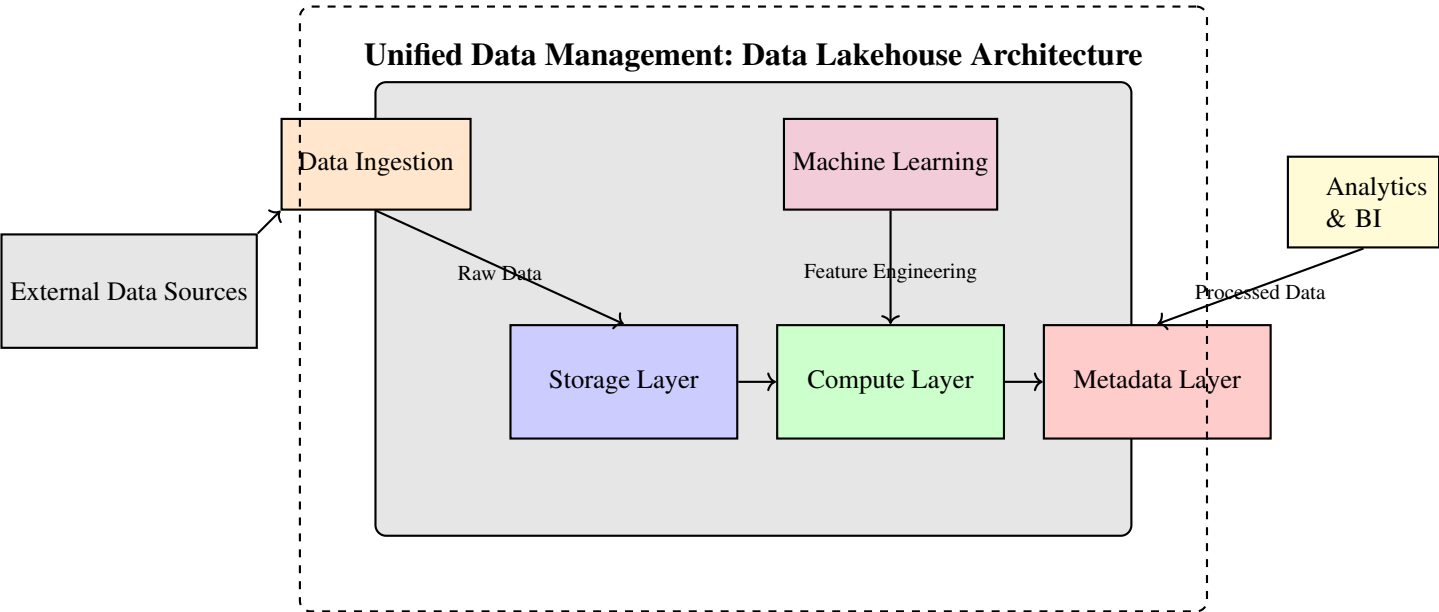 Unified Data Management: Data Lakehouse Architecture
Data Ingestion
Machine Learning
Analytics
& BI
External Data Sources
Raw Data
Feature Engineering
Processed Data
Storage Layer
Compute Layer
Metadata Layer